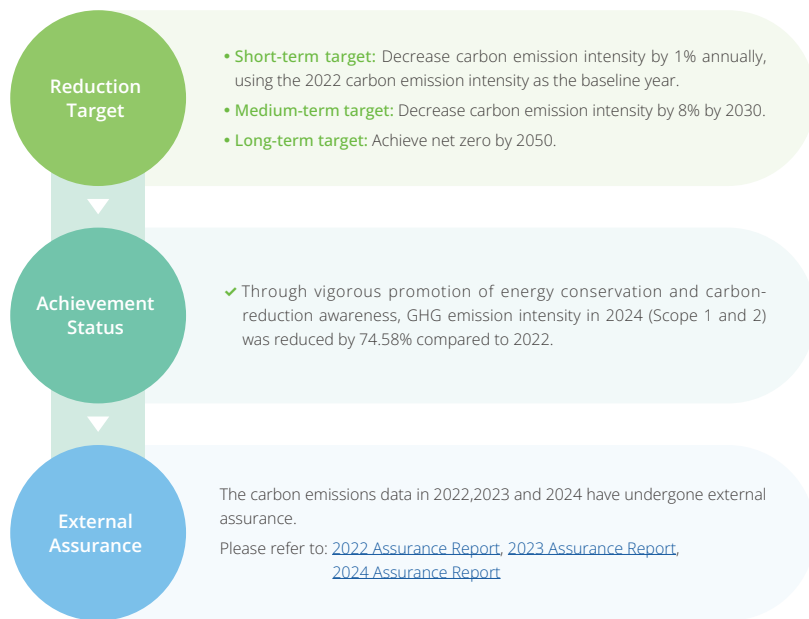 Reduction
Target
• Short-term target: Decrease carbon emission intensity by 1% annually,
using the 2022 carbon emission intensity as the baseline year.
• Medium-term target: Decrease carbon emission intensity by 8% by 2030.
• Long-term target: Achieve net zero by 2050.
Achievement
Status
✓ Through vigorous promotion of energy conservation and carbon-
reduction awareness, GHG emission intensity in 2024 (Scope 1 and 2)
was reduced by 74.58% compared to 2022.
External
Assurance
The carbon emissions data in 2022,2023 and 2024 have undergone external
assurance.
Please refer to: 2022 Assurance Report, 2023 Assurance Report,
2024 Assurance Report